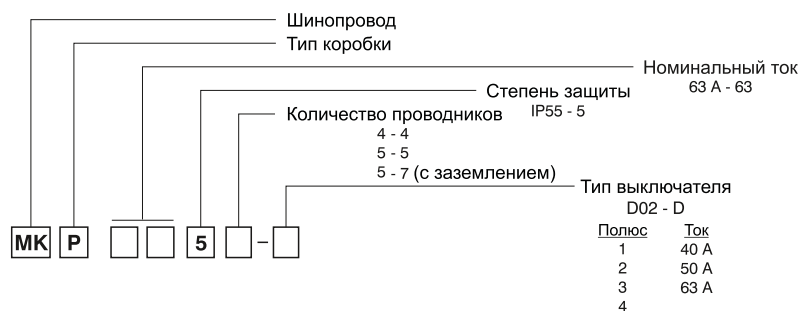 Шинопровод
Тип коробки
Номинальный ток
63 А - 63
Степень защиты
IP55 - 5
Количество проводников
4 - 4
5 - 5
5 - 7 (с заземлением)
Тип выключателя
D02 - D
Полюс Ток
1 40 А
2 50 А
3 63 А
4
MK P 5 -